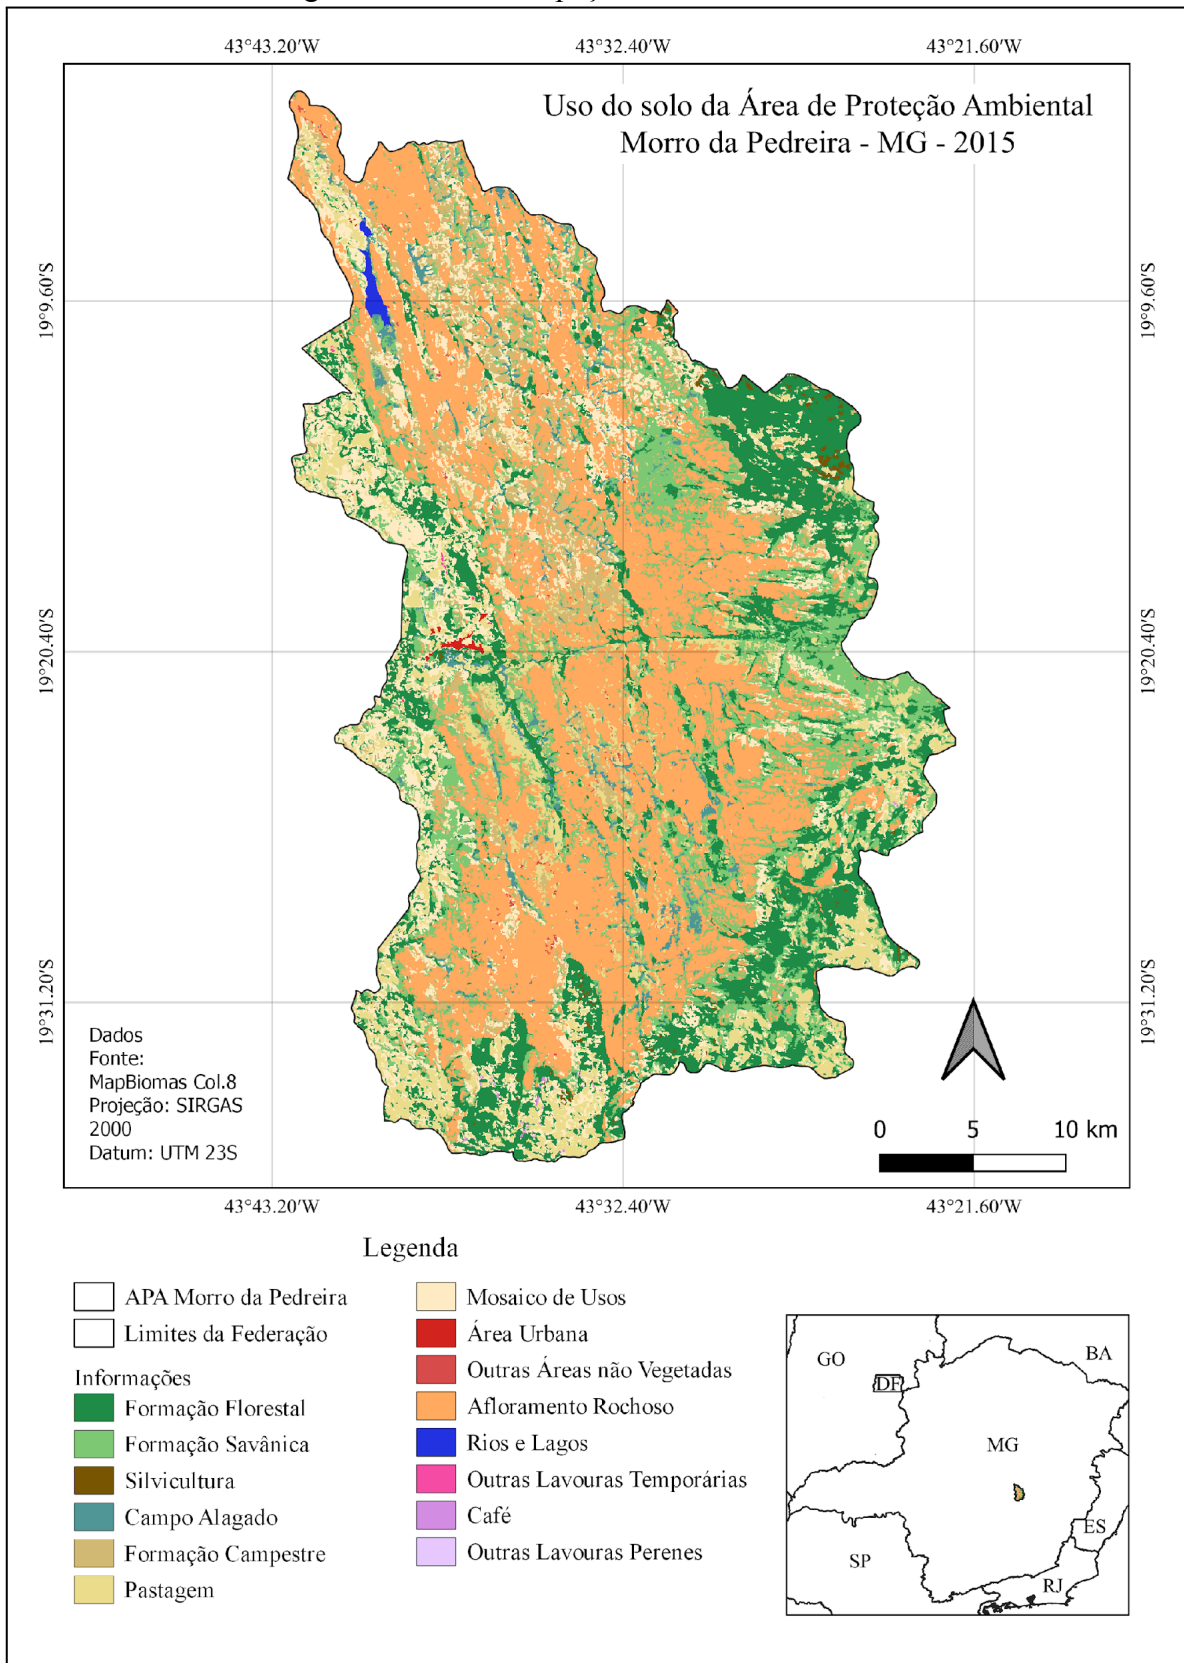 43°43.20'W 43°32.40'W 43°21.60'W
Uso do solo da Área de Proteção Ambiental
Morro da Pedreira - MG - 2015
19°9.60'S 19°9.60'S
19°20.40'S 19°20.40'S
19°31.20'S 19°31.20'S
Dados
Fonte:
MapBiomas Col.8
Projeção: SIRGAS
2000
Datum: UTM 23S
0 5 10 km
43°43.20'W 43°32.40'W 43°21.60'W
Legenda
APA Morro da Pedreira
Limites da Federação
Informações
Formação Florestal
Formação Savânica
Silvicultura
Campo Alagado
Formação Campestre
Pastagem
Mosaico de Usos
Área Urbana
Outras Áreas não Vegetadas
Afloramento Rochoso
Rios e Lagos
Outras Lavouras Temporárias
Café
Outras Lavouras Perenes
GO
BA
DF
MG
ES
SP
RJ